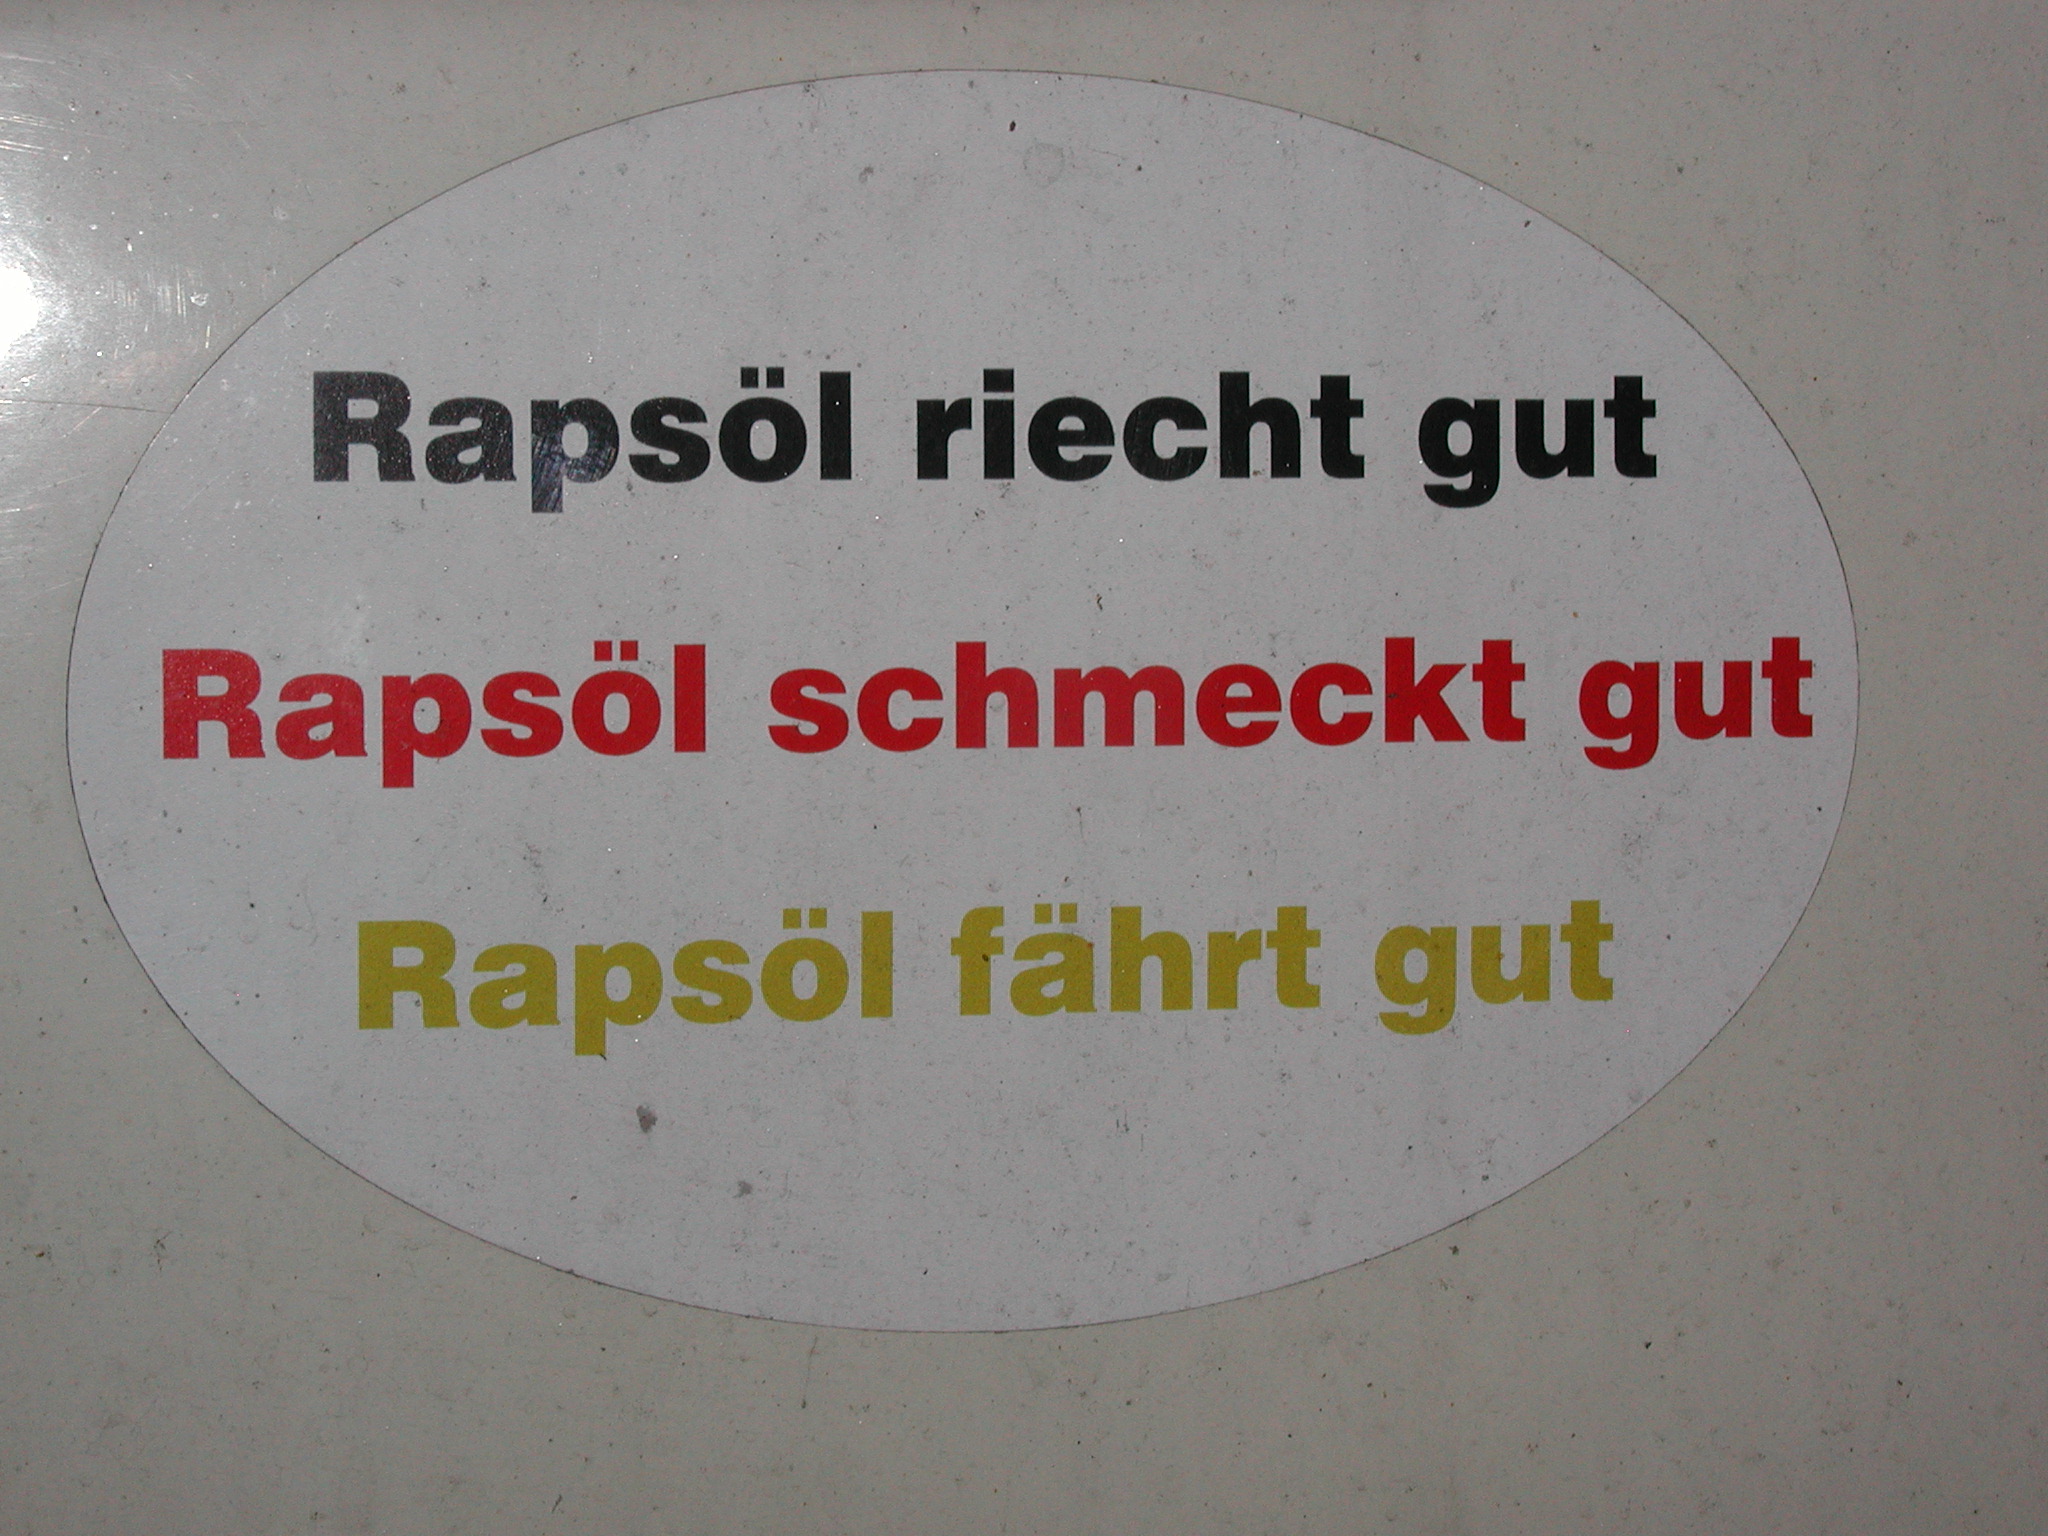 Rapsöl riecht gut
Rapsöl schmeckt gut
Rapsöl fährt gut